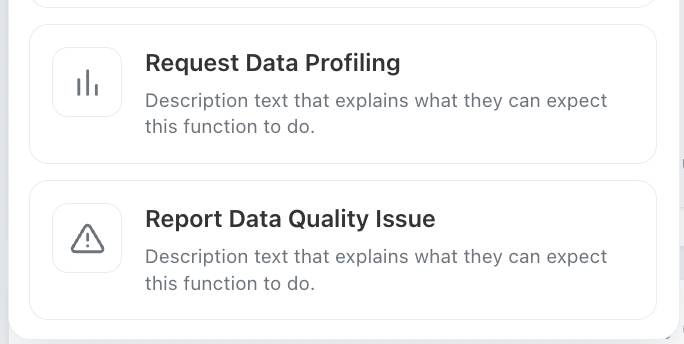 Request Data Profiling
Description text that explains what they can expect
this function to do.
Report Data Quality Issue
Description text that explains what they can expect
this function to do.